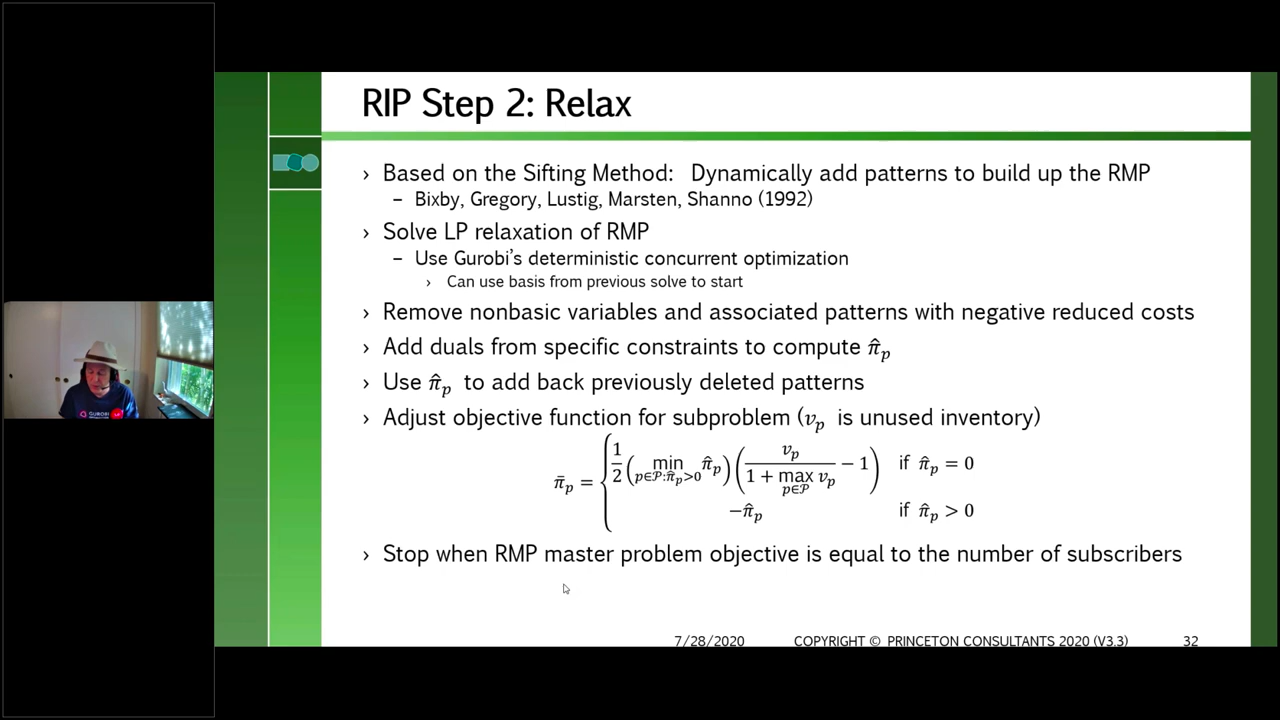 RIP Step 2: Relax
› Based on the Sifting Method: Dynamically add patterns to build up the RMP
– Bixby, Gregory, Lustig, Marsten, Shanno (1992)
› Solve LP relaxation of RMP
– Use Gurobi’s deterministic concurrent optimization
› Can use basis from previous solve to start
› Remove nonbasic variables and associated patterns with negative reduced costs
› Add duals from specific constraints to compute π̂ₚ
› Use π̂ₚ to add back previously deleted patterns
› Adjust objective function for subproblem (vₚ is unused inventory)
π̄ₚ = { 1/2 (min p∈𝒫:π̂ₚ>0 π̂ₚ) (vₚ / (1 + max p∈𝒫 vₚ) − 1) if π̂ₚ = 0
−π̂ₚ if π̂ₚ > 0
› Stop when RMP master problem objective is equal to the number of subscribers
7/28/2020 COPYRIGHT © PRINCETON CONSULTANTS 2020 (V3.3) 32
GUROBI